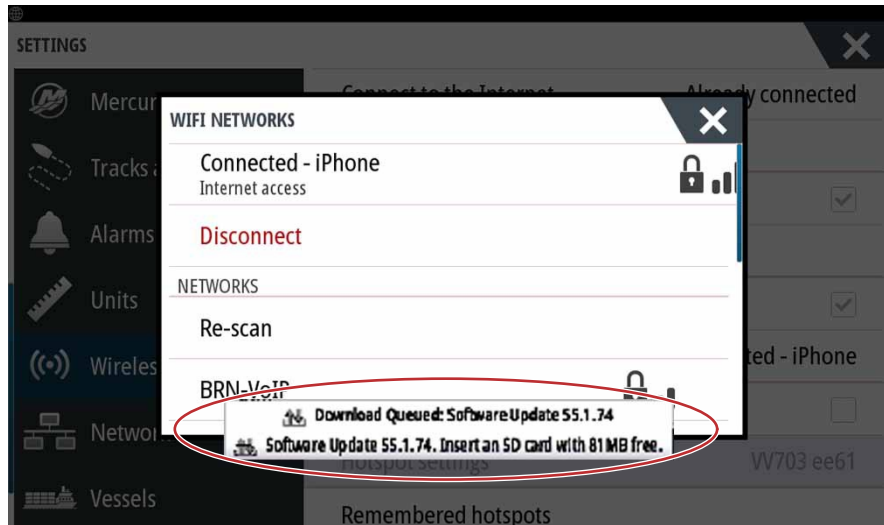 SETTINGS
Connect to the Internet
Already connected
Mercur
WIFI NETWORKS
Connected - iPhone
Internet access
Tracks
Alarms
Disconnect
NETWORKS
Units
Re-scan
Wireles
ted - iPhone
BRN-VoIP
Download Queued: Software Update 55.1.74
Networ
Software Update 55.1.74. Insert an SD card with 81 MB free.
Hotspot settings
VV703 ee61
Vessels
Remembered hotspots